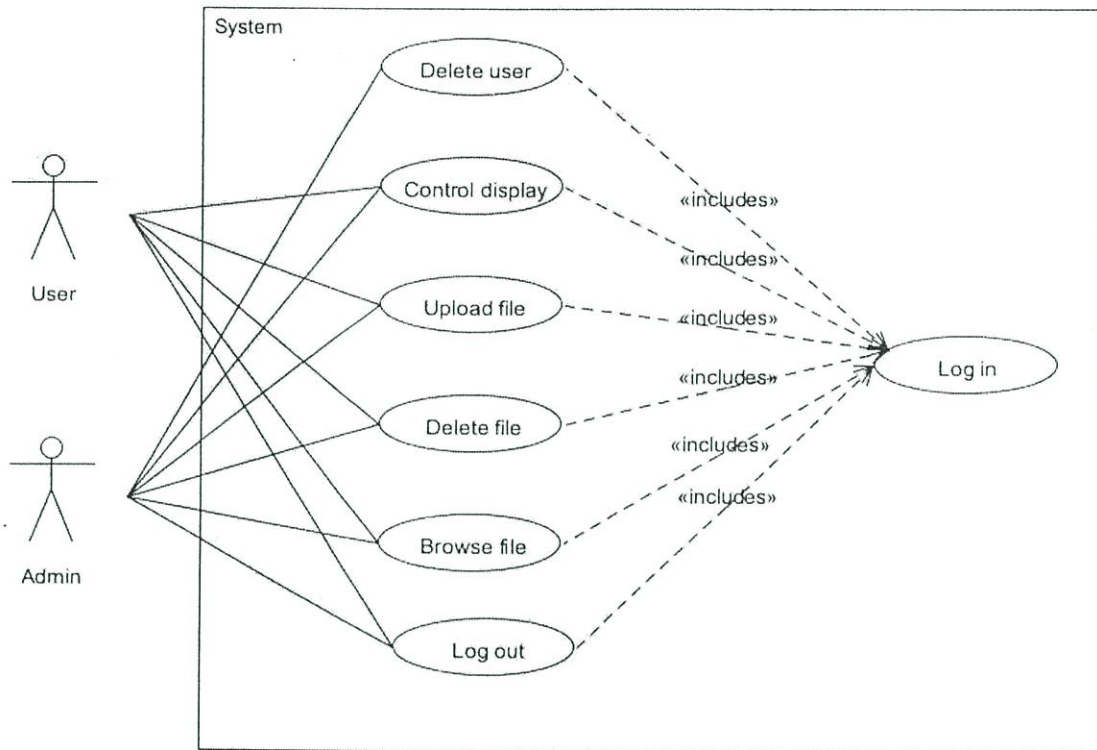 System
Delete user
Control display
«includes»
«includes»
Upload file
«includes»
User
Log in
«includes»
Delete file
«includes»
«includes»
Browse file
Admin
Log out